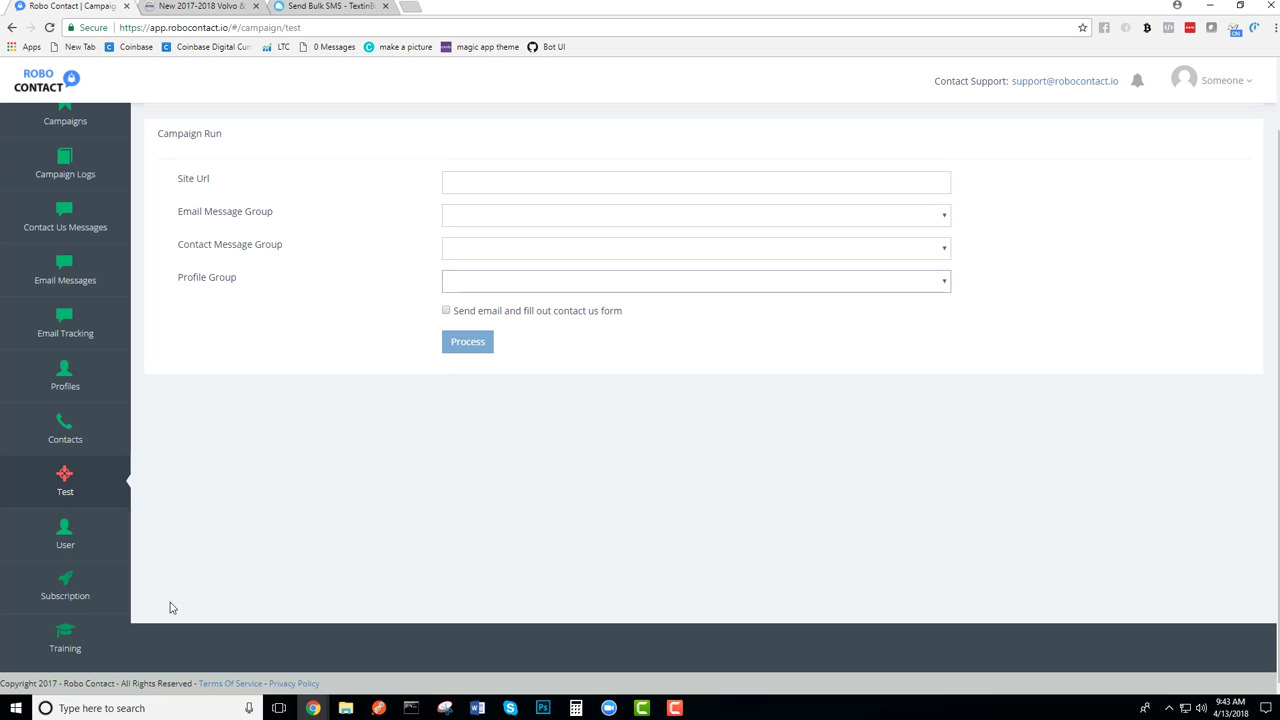 Robo Contact | Campaig
New 2017-2018 Volvo &
Send Bulk SMS - TextinB
Secure
https://app.robocontact.io/#/campaign/test
Apps
New Tab
Coinbase
Coinbase Digital Curr
LTC
0 Messages
make a picture
magic app theme
Bot UI
ROBO
CONTACT
Contact Support: support@robocontact.io
Someone
Campaigns
Campaign Logs
Contact Us Messages
Email Messages
Email Tracking
Profiles
Contacts
Test
User
Subscription
Training
Campaign Run
Site Url
Email Message Group
Contact Message Group
Profile Group
Send email and fill out contact us form
Process
Copyright 2017 - Robo Contact - All Rights Reserved - Terms Of Service - Privacy Policy
Type here to search
9:43 AM
4/13/2018